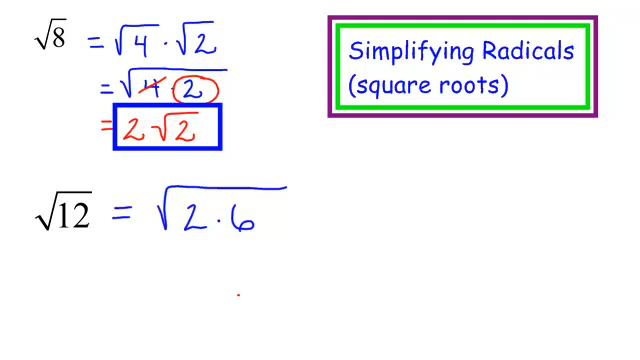 √8 = √4 · √2
= √4 · 2
= 2 √2
√12 = √2 · 6
Simplifying Radicals
(square roots)